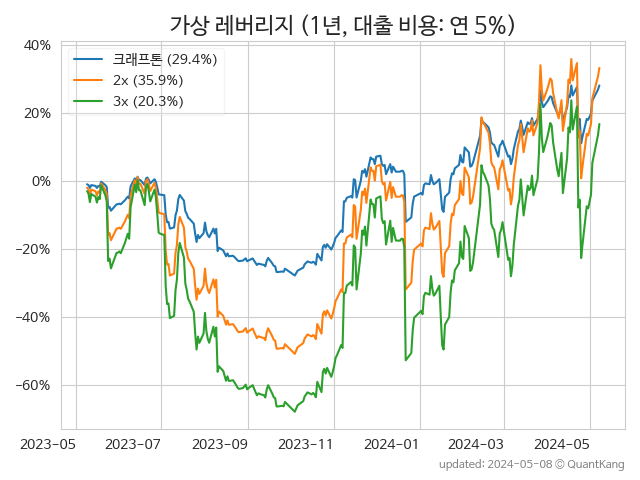 가상 레버리지 (1년, 대출 비용: 연 5%)
크래프톤 (29.4%)
2x (35.9%)
3x (20.3%)
40%
20%
0%
−20%
−40%
−60%
2023-05 2023-07 2023-09 2023-11 2024-01 2024-03 2024-05
updated: 2024-05-08 © QuantKang